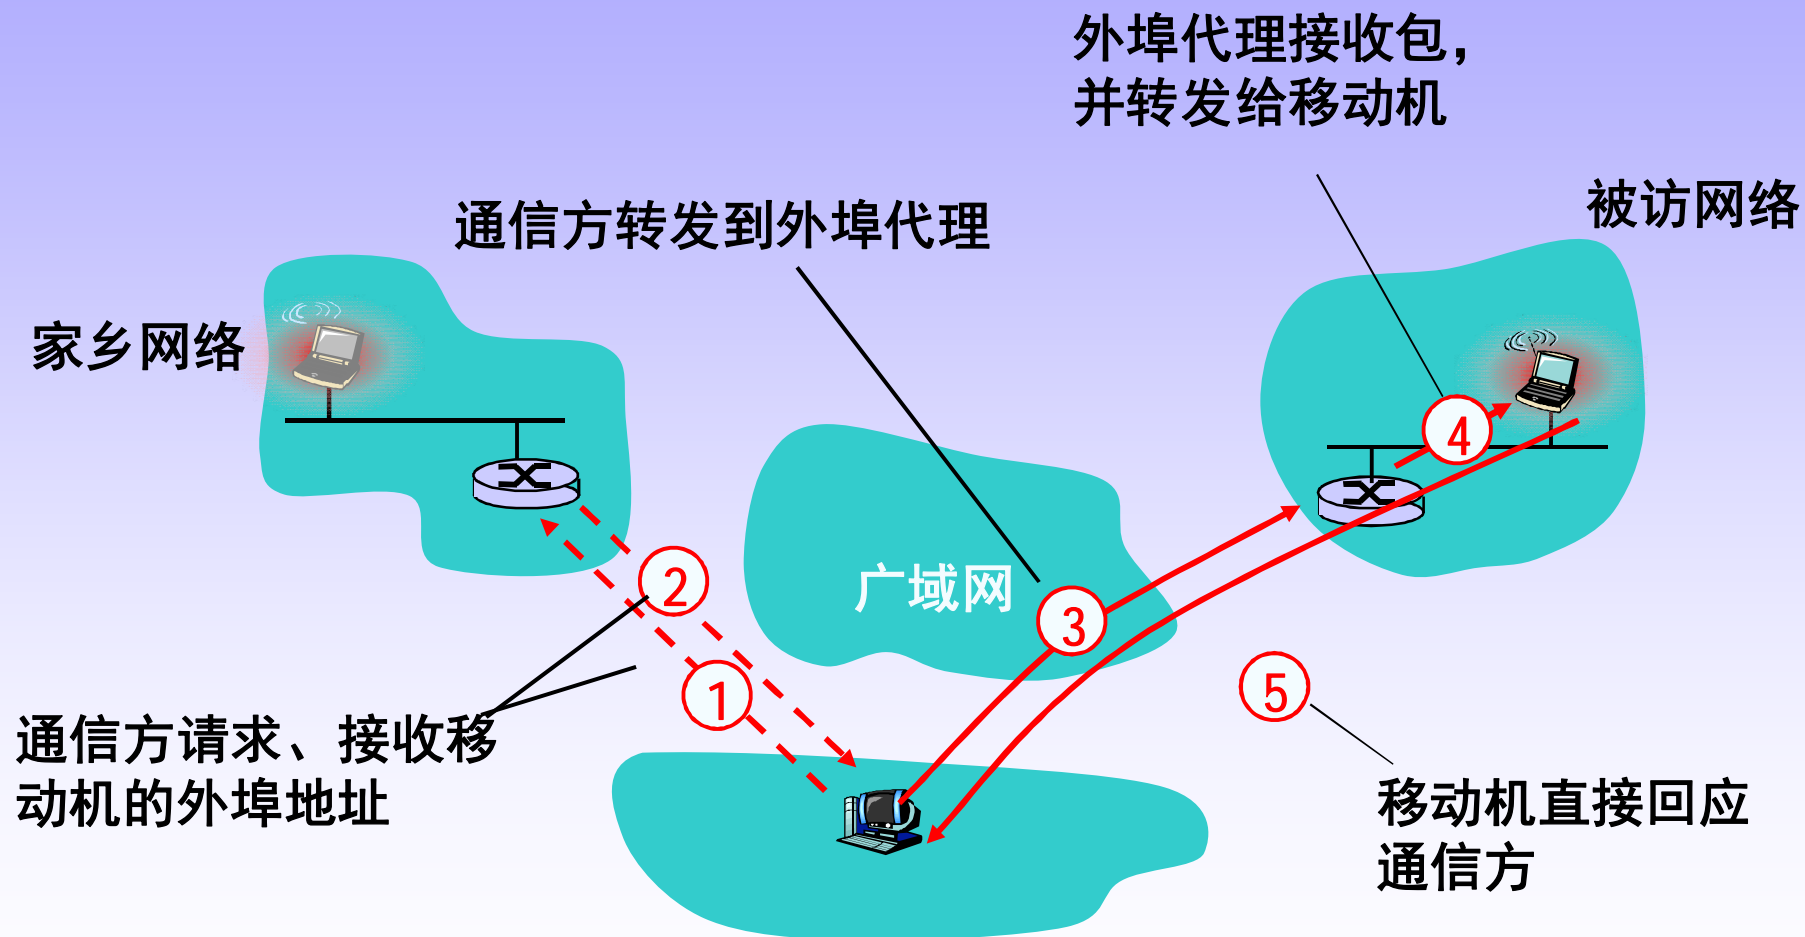 外埠代理接收包，
并转发给移动机
被访网络
通信方转发到外埠代理
家乡网络
4
2
广域网
3
1
5
通信方请求、接收移
动机的外埠地址
移动机直接回应
通信方